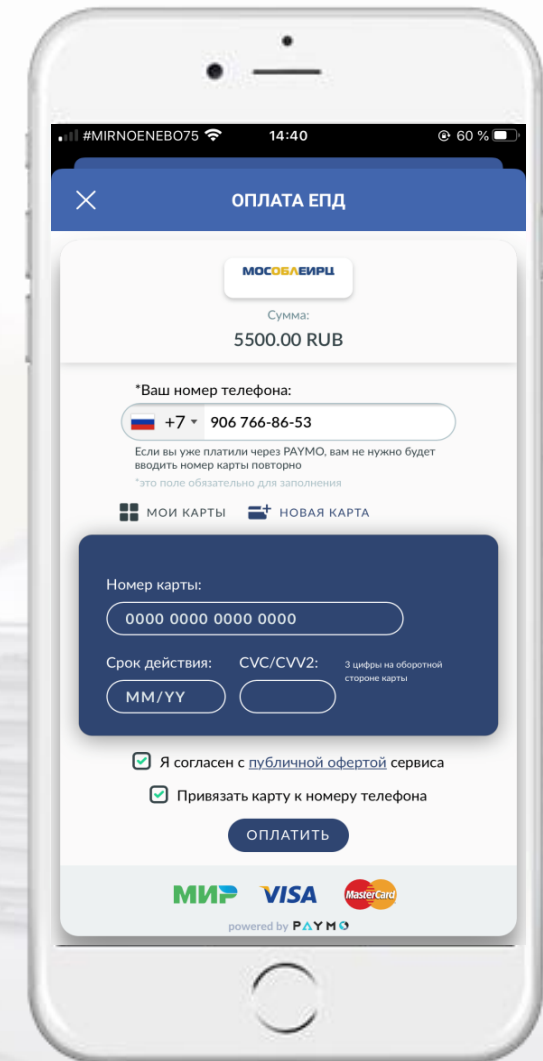 #MIRNOENEBO75 14:40 60 %
ОПЛАТА ЕПД
МОСОБЛЕИРЦ
Сумма:
5500.00 RUB
*Ваш номер телефона:
+7 906 766-86-53
Если вы уже платили через PAYMO, вам не нужно будет
вводить номер карты повторно
*это поле обязательно для заполнения
МОИ КАРТЫ НОВАЯ КАРТА
Номер карты:
0000 0000 0000 0000
Срок действия: CVC/CVV2: 3 цифры на оборотной
стороне карты
MM/YY
Я согласен с публичной офертой сервиса
Привязать карту к номеру телефона
ОПЛАТИТЬ
МИР VISA MasterCard
powered by PAYMO